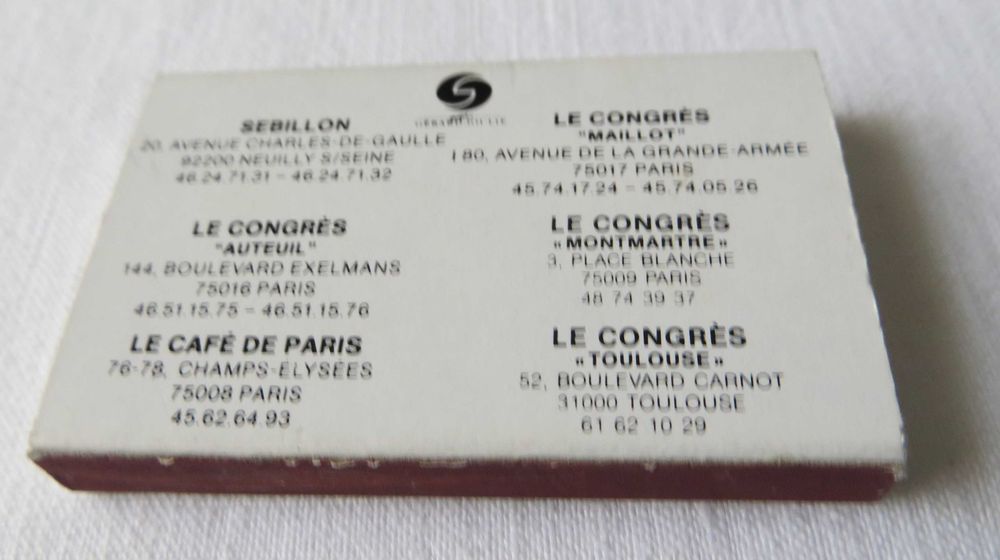 SEBILLON
20, AVENUE CHARLES-DE-GAULLE
92200 NEUILLY S/SEINE
46.24.71.31 - 46.24.71.32
LE CONGRÈS
"MAILLOT"
180, AVENUE DE LA GRANDE-ARMÉE
75017 PARIS
45.74.17.24 - 45.74.05.26
LE CONGRÈS
"AUTEUIL"
144, BOULEVARD EXELMANS
75016 PARIS
46.51.15.75 - 46.51.15.76
LE CONGRÈS
«MONTMARTRE»
3, PLACE BLANCHE
75009 PARIS
48 74 39 37
LE CAFÉ DE PARIS
76-78, CHAMPS-ELYSÉES
75008 PARIS
45.62.64.93
LE CONGRÈS
«TOULOUSE»
52, BOULEVARD CARNOT
31000 TOULOUSE
61 62 10 29